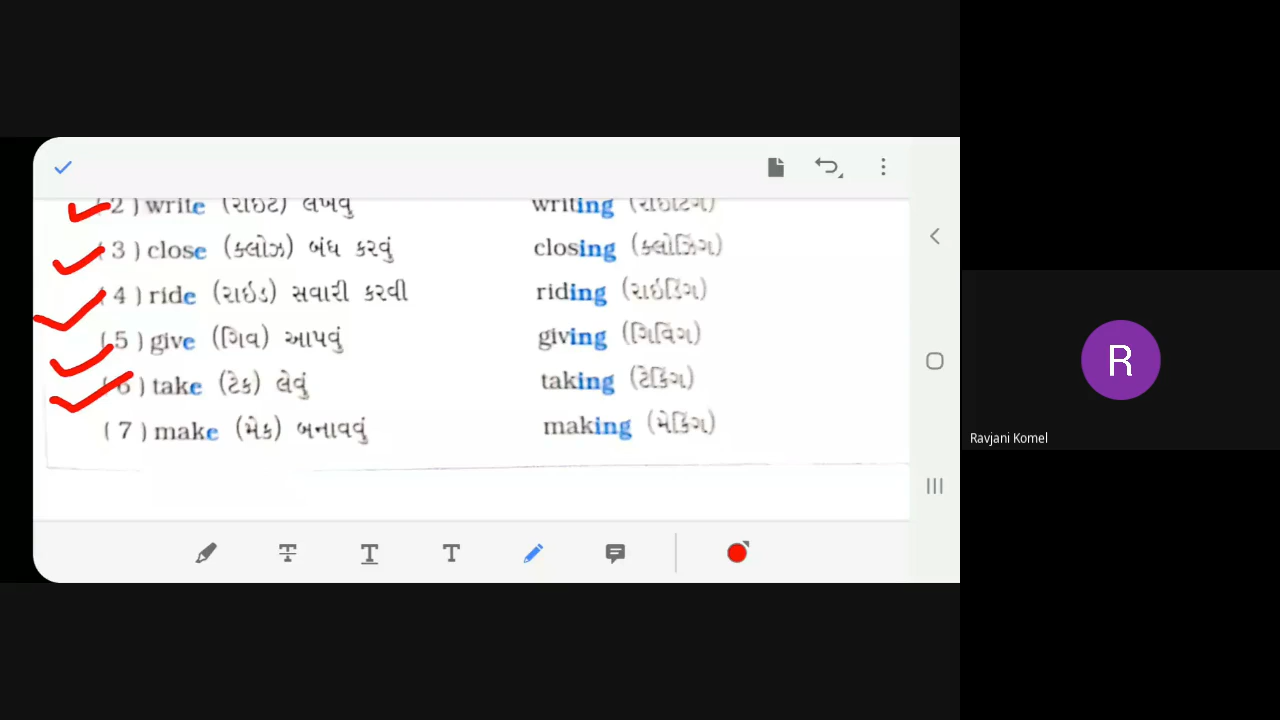 ( 2 ) write (રાઇટ) લખવું writing (રાઇટિંગ)
( 3 ) close (ક્લોઝ) બંધ કરવું closing (ક્લોઝિંગ)
( 4 ) ride (રાઇડ) સવારી કરવી riding (રાઇડિંગ)
( 5 ) give (ગિવ) આપવું giving (ગિવિંગ)
( 6 ) take (ટેક) લેવું taking (ટેકિંગ)
( 7 ) make (મેક) બનાવવું making (મેકિંગ)
R
Ravjani Komel